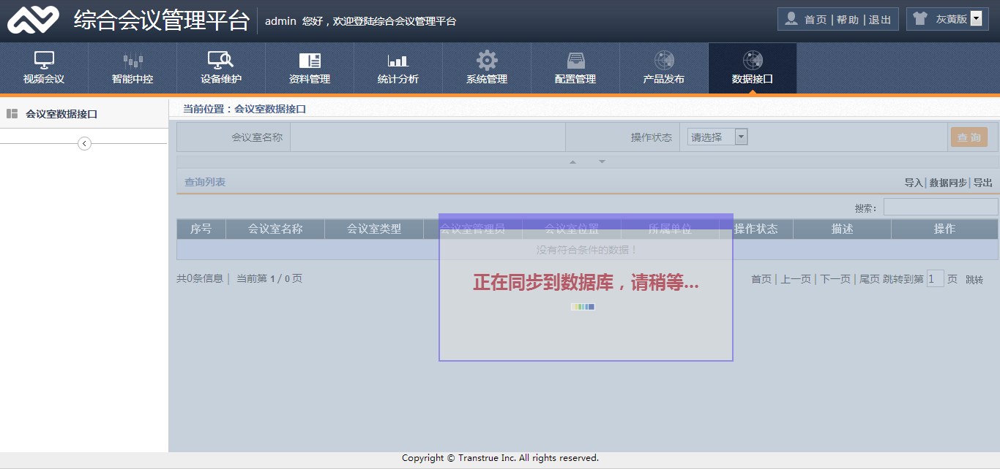 综合会议管理平台
admin 您好，欢迎登陆综合会议管理平台
首页 | 帮助 | 退出
灰黄版
视频会议 智能中控 设备维护 资料管理 统计分析 系统管理 配置管理 产品发布 数据接口
会议室数据接口
当前位置：会议室数据接口
会议室名称 操作状态 请选择 查 询
查询列表
导入 | 数据同步 | 导出
搜索：
序号 会议室名称 会议室类型 会议室管理员 会议室位置 所属单位 操作状态 描述 操作
没有符合条件的数据！
正在同步到数据库，请稍等...
共0条信息 | 当前第 1 / 0 页
首页 | 上一页 | 下一页 | 尾页 跳转到第 1 页 跳转
Copyright © Transtrue Inc. All rights reserved.